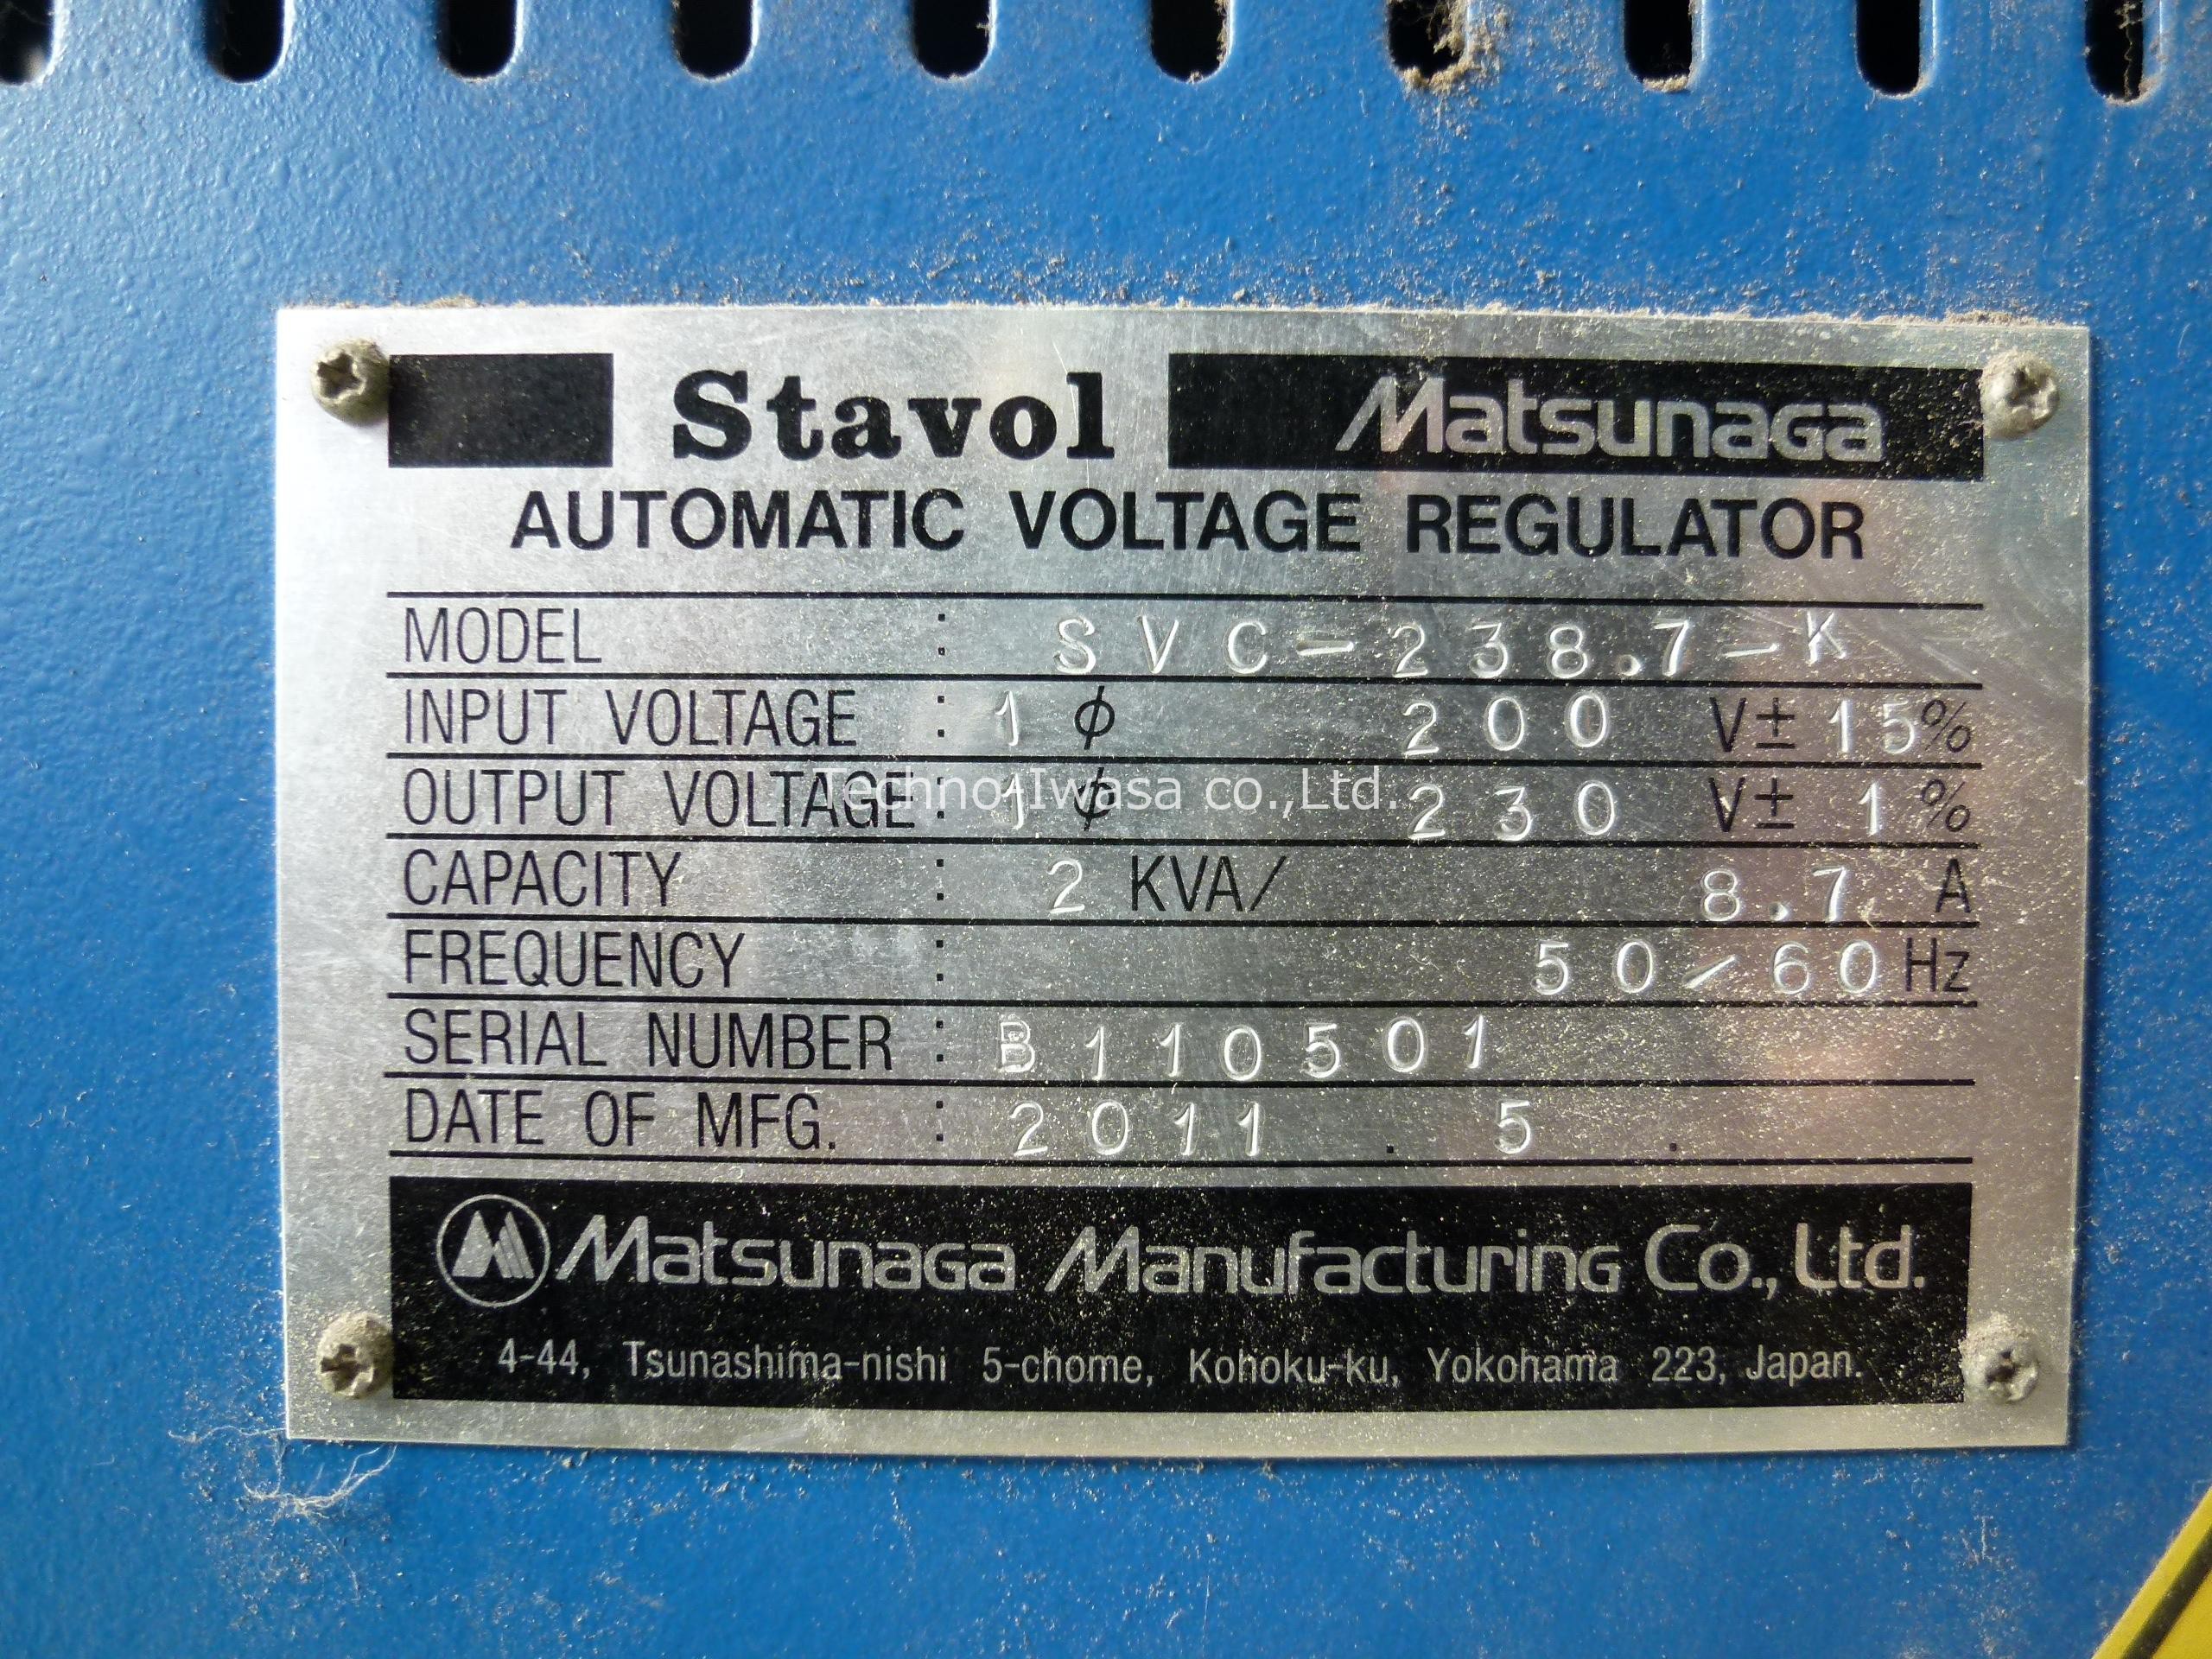 Stavol Matsunaga
AUTOMATIC VOLTAGE REGULATOR
MODEL : SVC-238.7-K
INPUT VOLTAGE : 1 ϕ 200 V± 15%
OUTPUT VOLTAGE : 1 ϕ 230 V± 1%
Techno-Iwasa co.,Ltd.
CAPACITY : 2 KVA/ 8.7 A
FREQUENCY : 50/60 Hz
SERIAL NUMBER : B110501
DATE OF MFG. : 2011 . 5 .
M Matsunaga Manufacturing Co., Ltd.
4-44, Tsunashima-nishi 5-chome, Kohoku-ku, Yokohama 223, Japan.